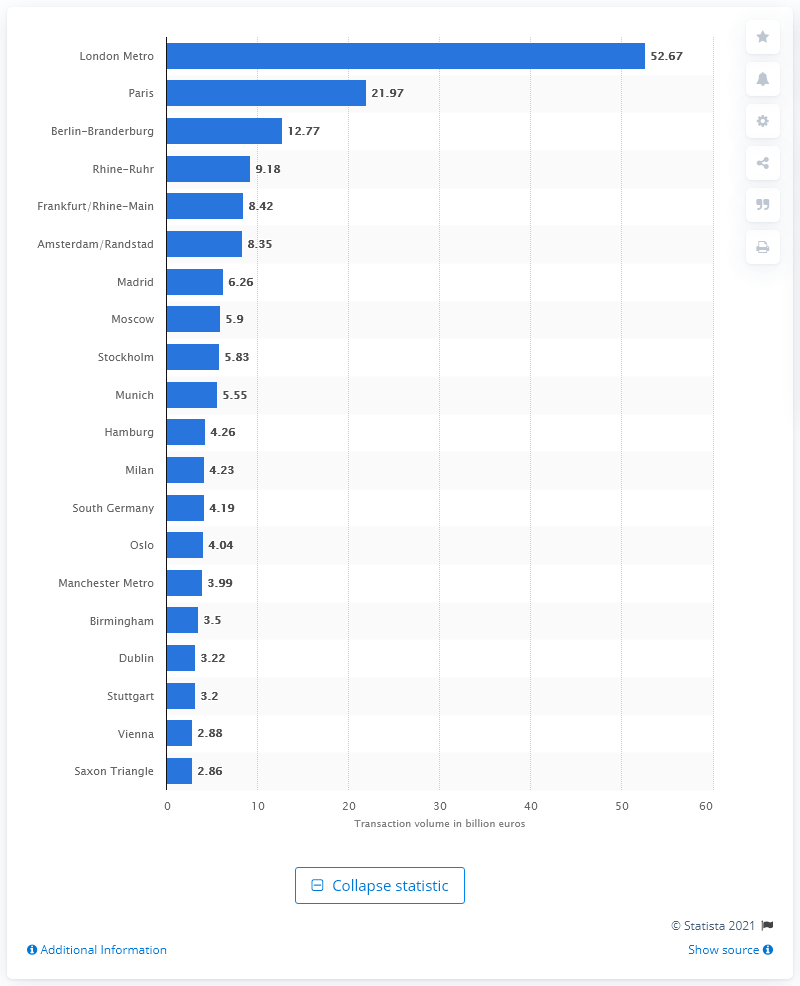 London Metro 52.67
Paris 21.97
Berlin-Branderburg 12.77
Rhine-Ruhr 9.18
Frankfurt/Rhine-Main 8.42
Amsterdam/Randstad 8.35
Madrid 6.26
Moscow 5.9
Stockholm 5.83
Munich 5.55
Hamburg 4.26
Milan 4.23
South Germany 4.19
Oslo 4.04
Manchester Metro 3.99
Birmingham 3.5
Dublin 3.22
Stuttgart 3.2
Vienna 2.88
Saxon Triangle 2.86
0 10 20 30 40 50 60
Transaction volume in billion euros
Collapse statistic
© Statista 2021
Additional Information Show source